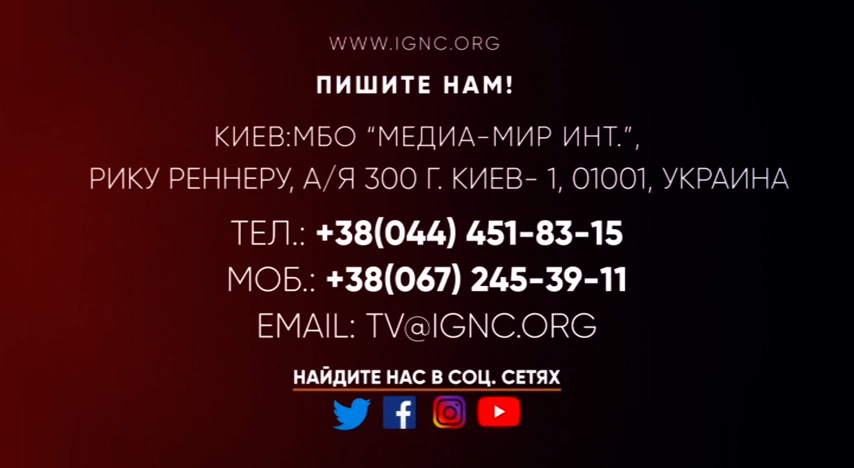 WWW.IGNC.ORG
ПИШИТЕ НАМ!
КИЕВ:МБО “МЕДИА-МИР ИНТ.”,
РИКУ РЕННЕРУ, А/Я 300 Г. КИЕВ- 1, 01001, УКРАИНА
ТЕЛ.: +38(044) 451-83-15
МОБ.: +38(067) 245-39-11
EMAIL: TV@IGNC.ORG
НАЙДИТЕ НАС В СОЦ. СЕТЯХ